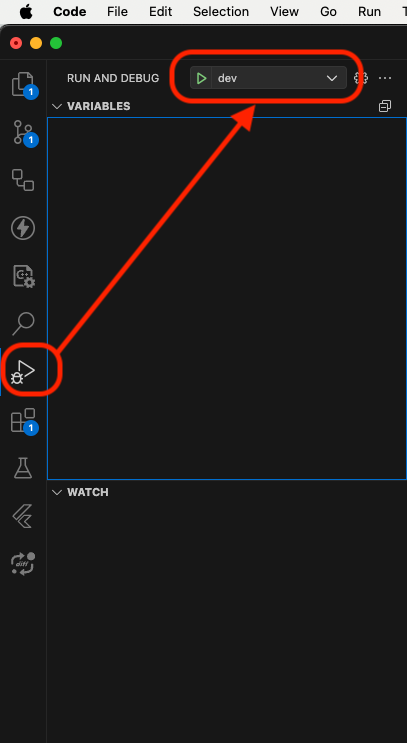 Code File Edit Selection View Go Run T
RUN AND DEBUG dev
VARIABLES
1
1
1
WATCH
diff